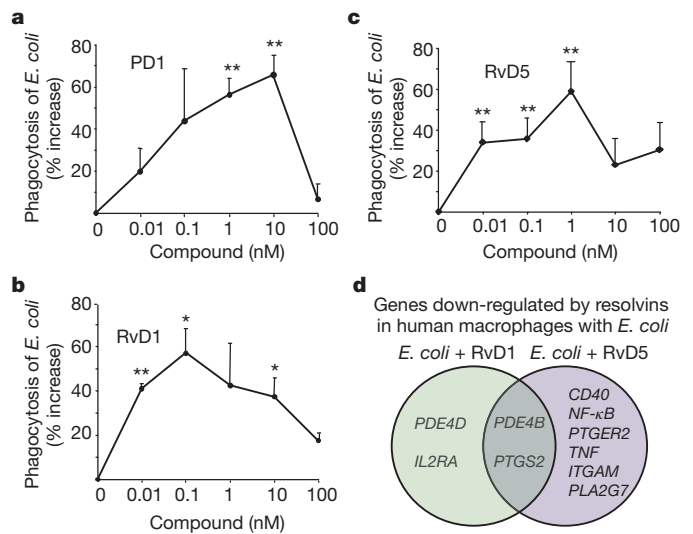 a
Phagocytosis of E. coli
(% increase)
80
60
40
20
PD1
**
**
0
0.01
0.1
1
10
100
Compound (nM)
b
Phagocytosis of E. coli
(% increase)
80
60
40
20
RvD1
**
*
*
0
0.01
0.1
1
10
100
Compound (nM)
c
Phagocytosis of E. coli
(% increase)
80
60
40
20
RvD5
**
**
**
0
0.01
0.1
1
10
100
Compound (nM)
d
Genes down-regulated by resolvins
in human macrophages with E. coli
E. coli + RvD1
E. coli + RvD5
PDE4D
IL2RA
PDE4B
PTGS2
CD40
NF-κB
PTGER2
TNF
ITGAM
PLA2G7